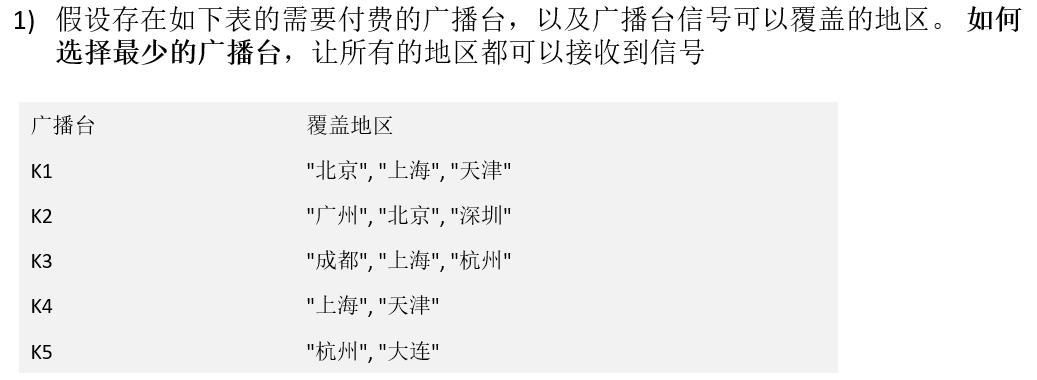 1) 假设存在如下表的需要付费的广播台，以及广播台信号可以覆盖的地区。 如何
选择最少的广播台，让所有的地区都可以接收到信号
广播台 覆盖地区
K1 "北京", "上海", "天津"
K2 "广州", "北京", "深圳"
K3 "成都", "上海", "杭州"
K4 "上海", "天津"
K5 "杭州", "大连"